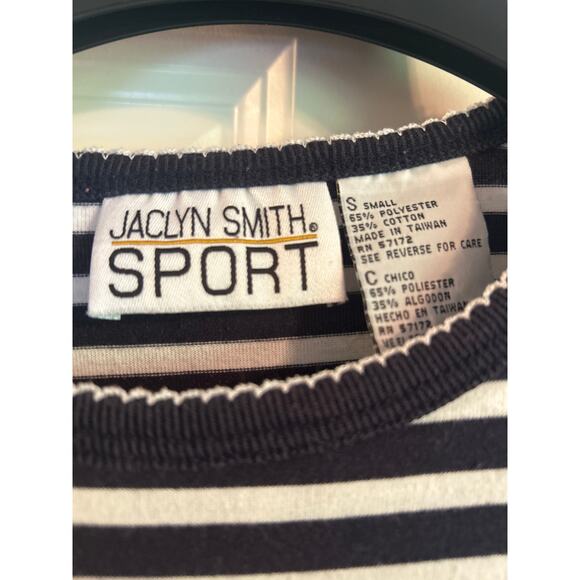 JACLYN SMITH®
SPORT
S SMALL
65% POLYESTER
35% COTTON
MADE IN TAIWAN
RN 57172
SEE REVERSE FOR CARE
C CHICO
65% POLIESTER
35% ALGODON
HECHO EN TAIWAN
RN 57172